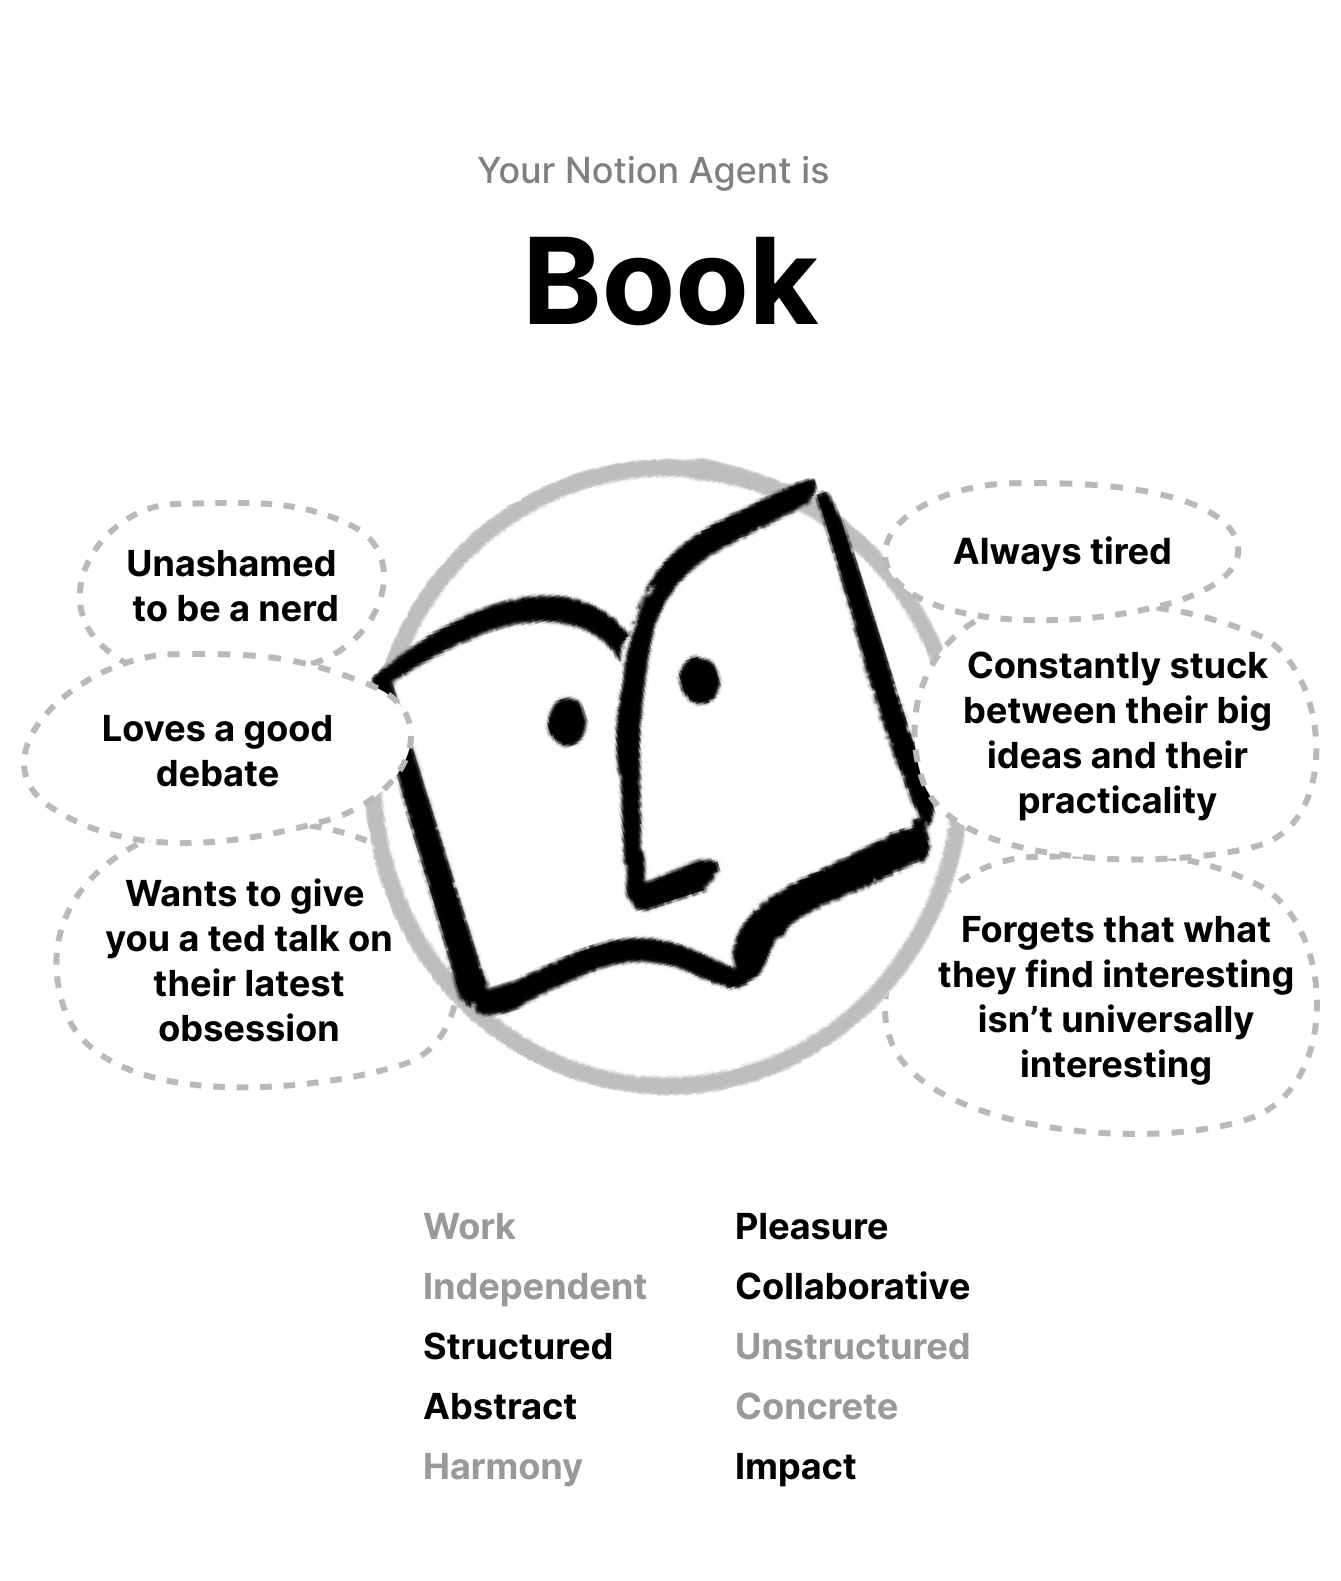 Your Notion Agent is
Book
Unashamed
to be a nerd
Loves a good
debate
Wants to give
you a ted talk on
their latest
obsession
Always tired
Constantly stuck
between their big
ideas and their
practicality
Forgets that what
they find interesting
isn’t universally
interesting
Work Pleasure
Independent Collaborative
Structured Unstructured
Abstract Concrete
Harmony Impact